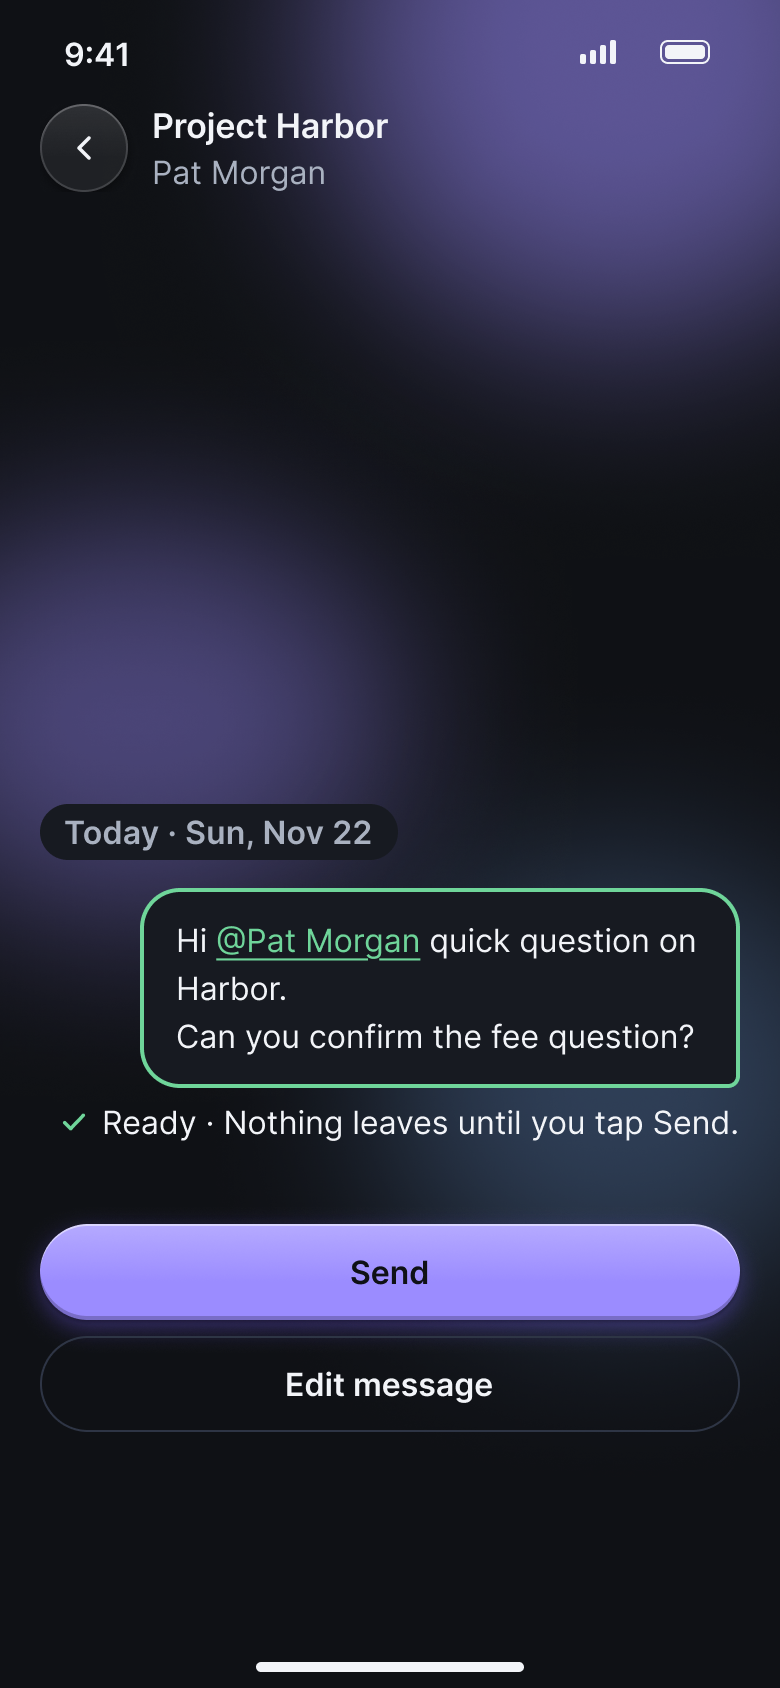 9:41
Project Harbor
Pat Morgan
Today · Sun, Nov 22
Hi @Pat Morgan quick question on
Harbor.
Can you confirm the fee question?
Ready · Nothing leaves until you tap Send.
Send
Edit message